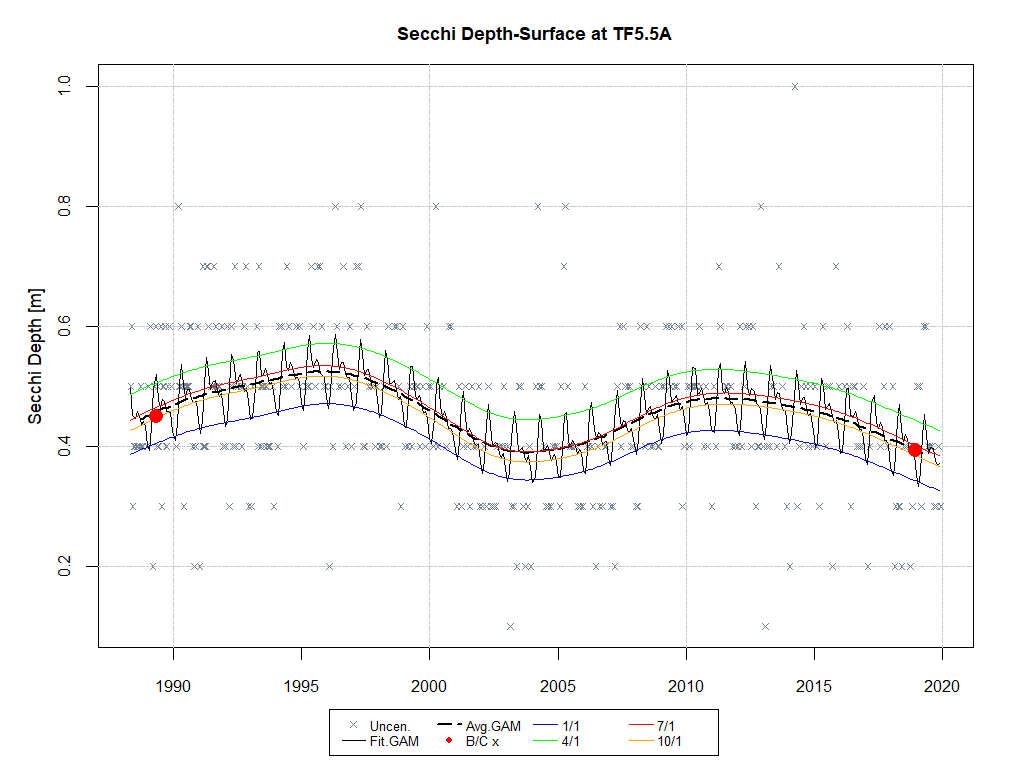 Secchi Depth-Surface at TF5.5A
Secchi Depth [m]
1.0
0.8
0.6
0.4
0.2
1990 1995 2000 2005 2010 2015 2020
Uncen. Avg.GAM 1/1 7/1
Fit.GAM B/C x 4/1 10/1